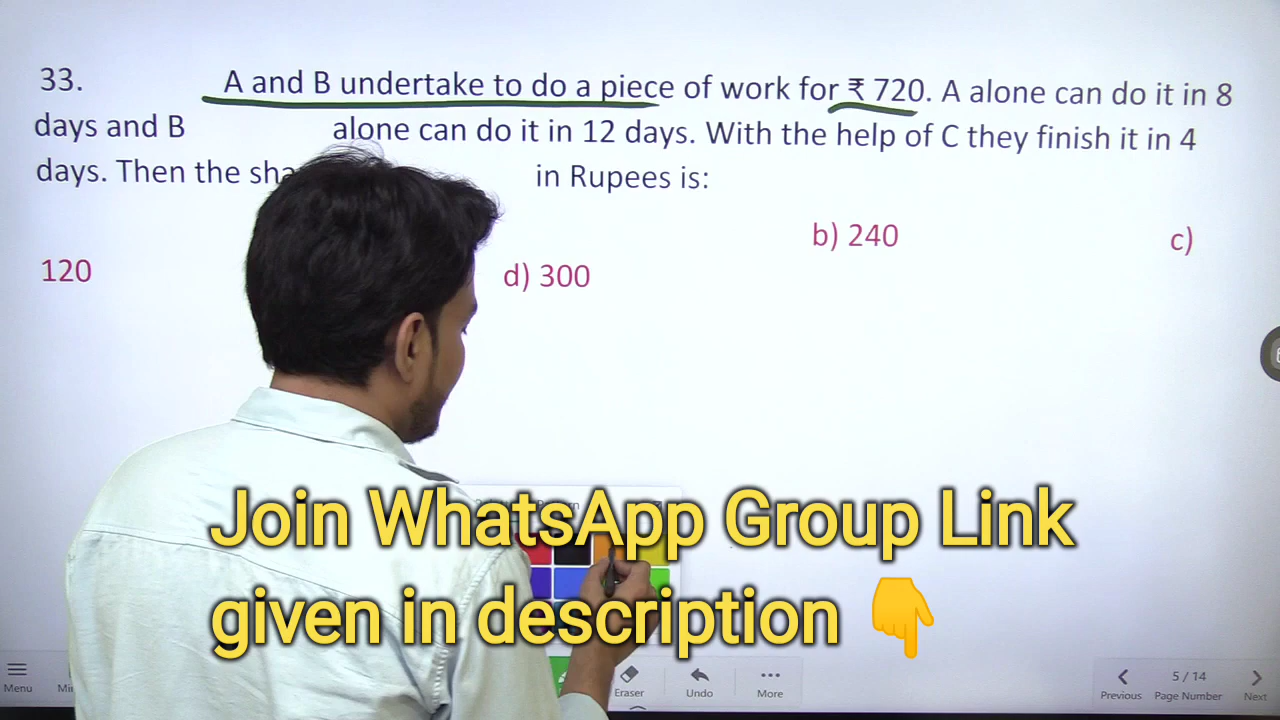 33. A and B undertake to do a piece of work for ₹ 720. A alone can do it in 8
days and B alone can do it in 12 days. With the help of C they finish it in 4
days. Then the in Rupees is:
b) 240 c)
120 d) 300
Join WhatsApp Group Link
given in description 👇
Menu Eraser Undo More Previous 5 / 14 Page Number Next